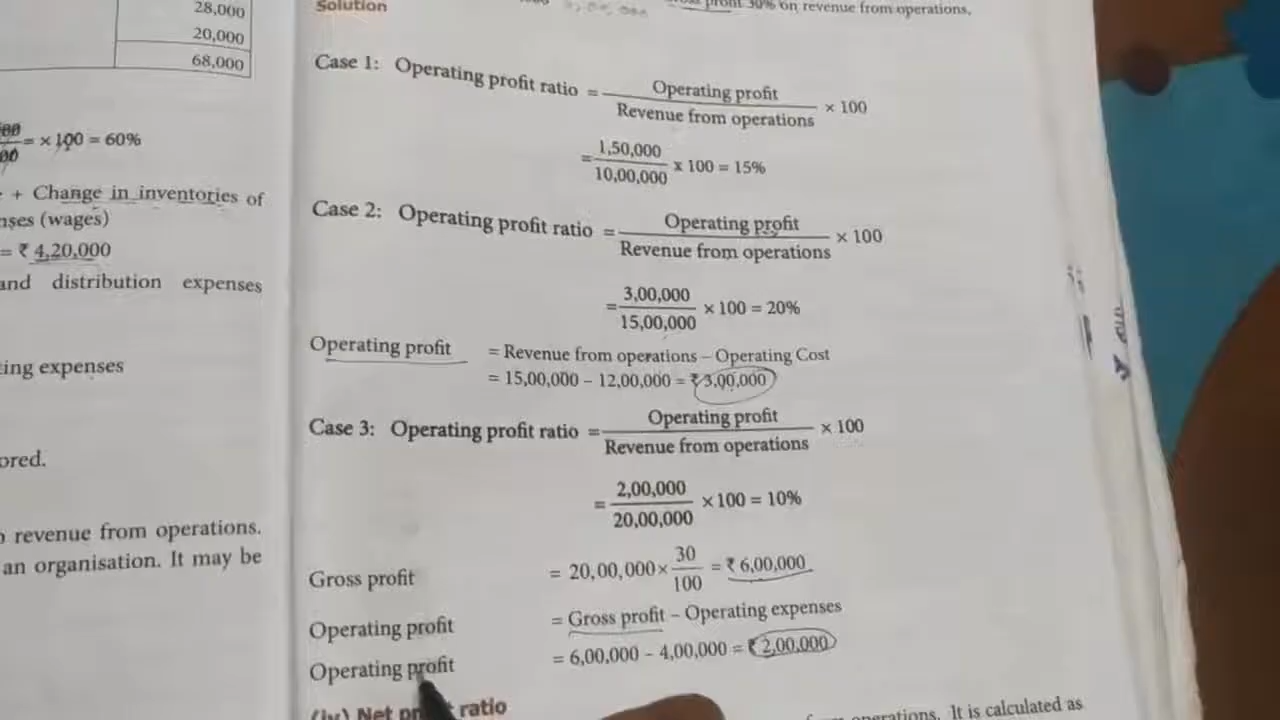 28,000
20,000
68,000
= × 100 = 60%
+ Change in inventories of
(wages)
= ₹ 4,20,000
and distribution expenses
expenses
revenue from operations.
an organisation. It may be
Solution
30% on revenue from operations.
Case 1: Operating profit ratio = Operating profit / Revenue from operations × 100
= 1,50,000 / 10,00,000 x 100 = 15%
Case 2: Operating profit ratio = Operating profit / Revenue from operations × 100
= 3,00,000 / 15,00,000 × 100 = 20%
Operating profit = Revenue from operations – Operating Cost
= 15,00,000 – 12,00,000 = ₹ 3,00,000
Case 3: Operating profit ratio = Operating profit / Revenue from operations × 100
= 2,00,000 / 20,00,000 ×100 = 10%
Gross profit = 20,00,000× 30 / 100 = ₹ 6,00,000
Operating profit = Gross profit – Operating expenses
Operating profit = 6,00,000 – 4,00,000 = ₹ 2,00,000
(iv) Net ratio
operations. It is calculated as